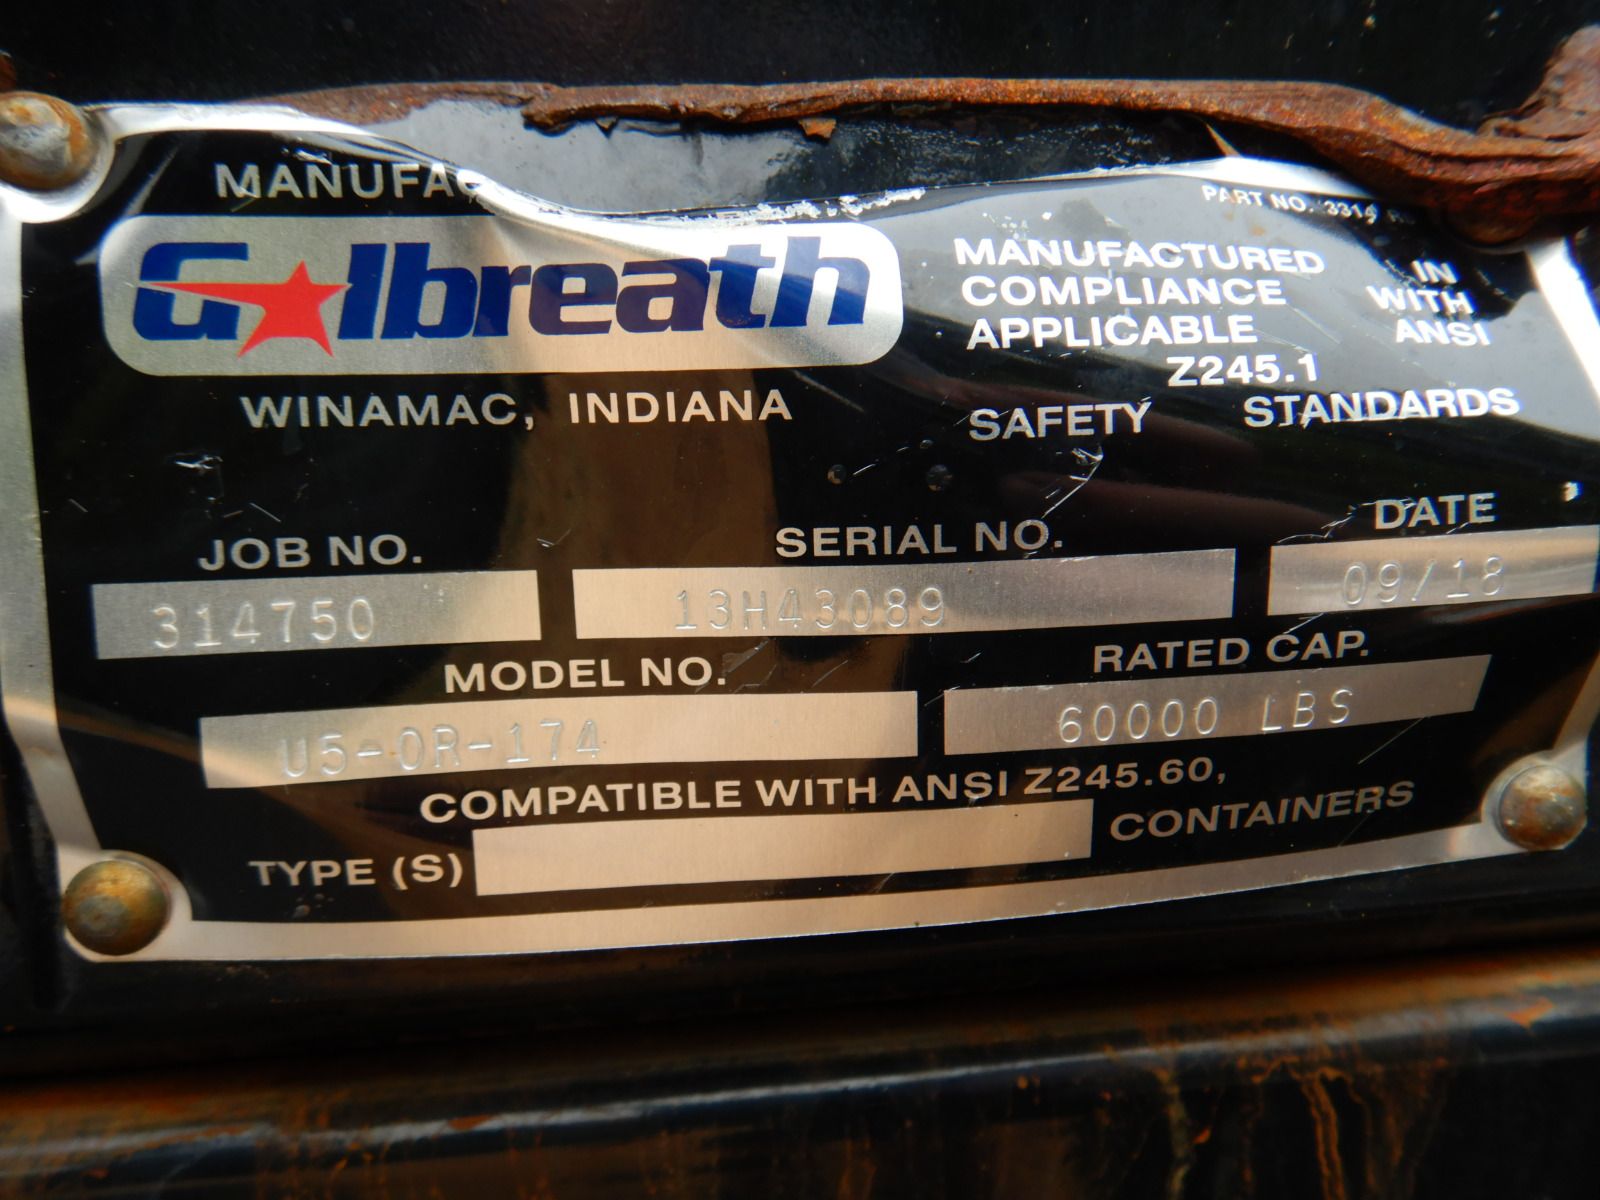 PART NO. 3314
Galbreath
WINAMAC, INDIANA
MANUFACTURED IN
COMPLIANCE WITH
APPLICABLE ANSI
Z245.1
SAFETY STANDARDS
JOB NO. SERIAL NO. DATE
314750 13H43089 09/18
MODEL NO. RATED CAP.
U5-OR-174 60000 LBS
COMPATIBLE WITH ANSI Z245.60,
TYPE (S) CONTAINERS